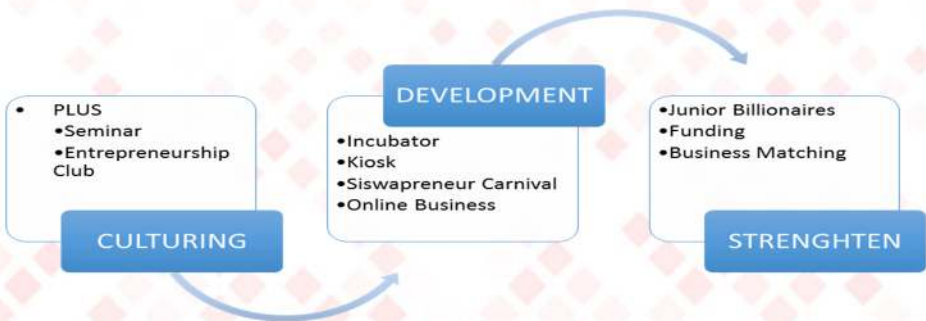 • PLUS
•Seminar
•Entrepreneurship
Club
CULTURING
DEVELOPMENT
•Incubator
•Kiosk
•Siswapreneur Carnival
•Online Business
•Junior Billionaires
•Funding
•Business Matching
STRENGHTEN